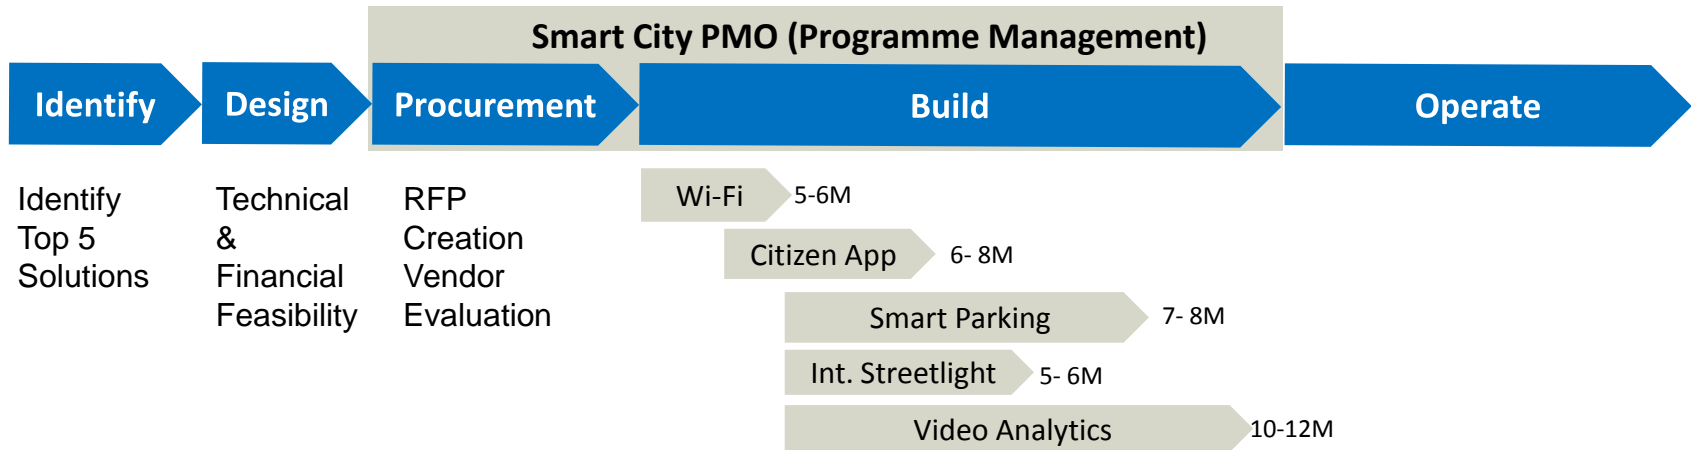 Smart City PMO (Programme Management)
Identify
Design
Procurement
Build
Operate
Identify
Top 5
Solutions
Technical
&
Financial
Feasibility
RFP
Creation
Vendor
Evaluation
Wi-Fi
5-6M
Citizen App
6- 8M
Smart Parking
7- 8M
Int. Streetlight
5- 6M
Video Analytics
10-12M